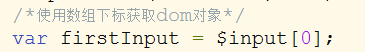 /*使用数组下标获取dom对象*/
var firstInput = $input[0];